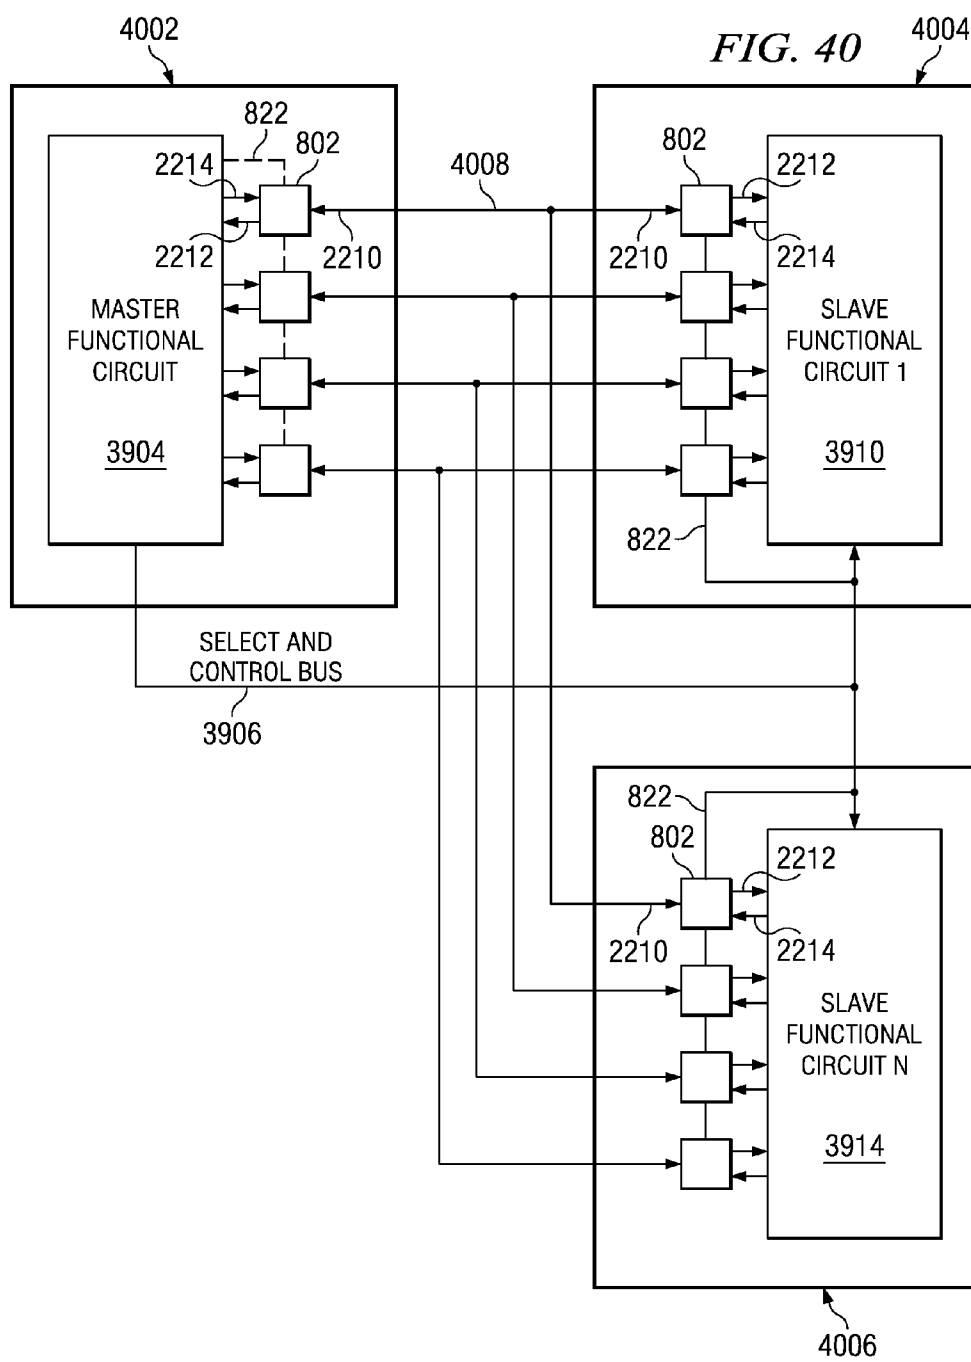 4002
FIG. 40
4004
822
802
2214
2212
2210
4008
2210
802
2212
2214
MASTER
FUNCTIONAL
CIRCUIT
3904
SLAVE
FUNCTIONAL
CIRCUIT 1
3910
822
SELECT AND
CONTROL BUS
3906
822
802
2212
2210
2214
SLAVE
FUNCTIONAL
CIRCUIT N
3914
4006